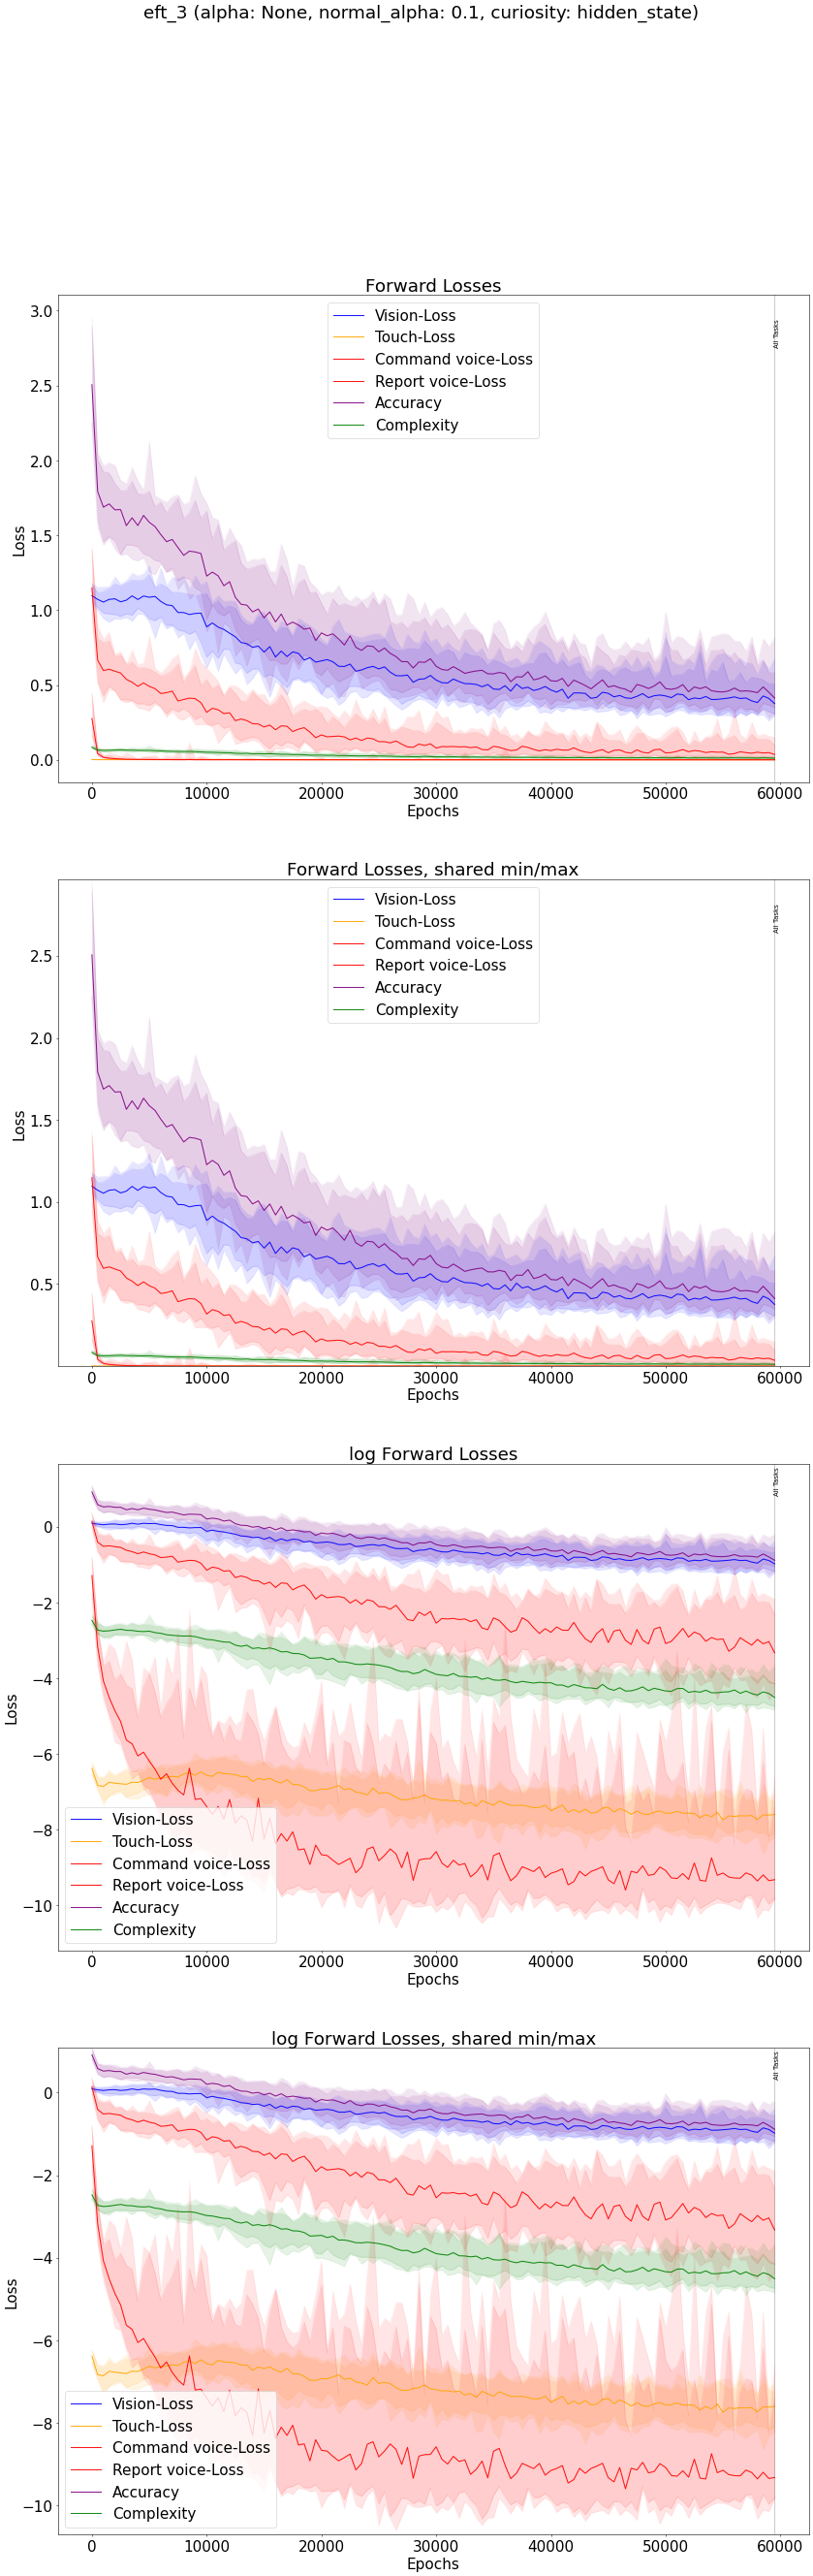 eft_3 (alpha: None, normal_alpha: 0.1, curiosity: hidden_state)
Forward Losses
Vision-Loss
Touch-Loss
Command voice-Loss
Report voice-Loss
Accuracy
Complexity
All Tasks
3.0
2.5
2.0
1.5
1.0
0.5
0.0
Loss
0 10000 20000 30000 40000 50000 60000
Epochs
Forward Losses, shared min/max
Vision-Loss
Touch-Loss
Command voice-Loss
Report voice-Loss
Accuracy
Complexity
All Tasks
2.5
2.0
1.5
1.0
0.5
Loss
0 10000 20000 30000 40000 50000 60000
Epochs
log Forward Losses
All Tasks
0
−2
−4
−6
−8
−10
Loss
Vision-Loss
Touch-Loss
Command voice-Loss
Report voice-Loss
Accuracy
Complexity
0 10000 20000 30000 40000 50000 60000
Epochs
log Forward Losses, shared min/max
All Tasks
0
−2
−4
−6
−8
−10
Loss
Vision-Loss
Touch-Loss
Command voice-Loss
Report voice-Loss
Accuracy
Complexity
0 10000 20000 30000 40000 50000 60000
Epochs